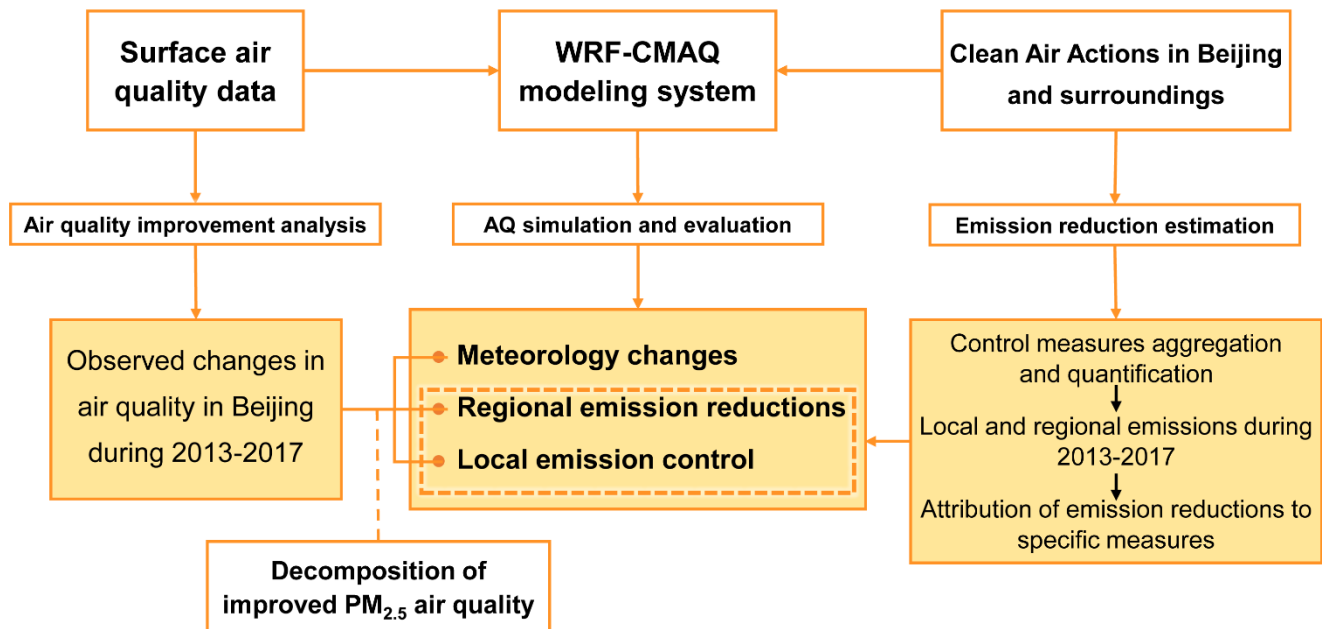 Surface air
quality data
WRF-CMAQ
modeling system
Clean Air Actions in Beijing
and surroundings
Air quality improvement analysis
AQ simulation and evaluation
Emission reduction estimation
Observed changes in
air quality in Beijing
during 2013-2017
Meteorology changes
Regional emission reductions
Local emission control
Control measures aggregation
and quantification
Local and regional emissions during
2013-2017
Attribution of emission reductions to
specific measures
Decomposition of
improved PM2.5 air quality